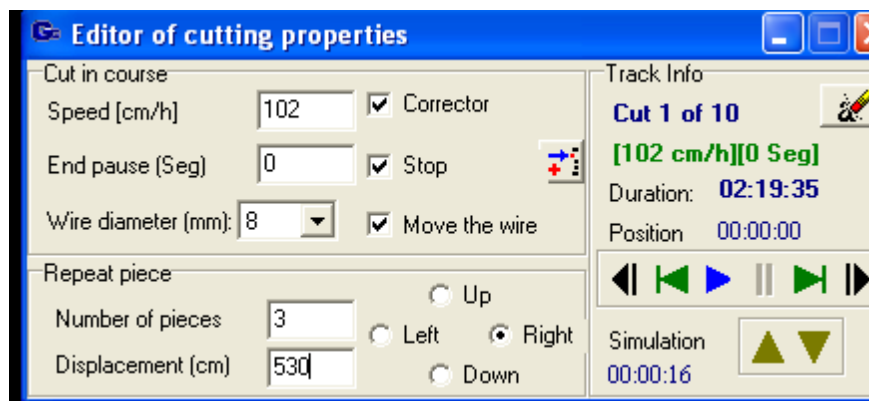 Editor of cutting properties
Cut in course
Speed [cm/h]
102
Corrector
End pause (Seg)
0
Stop
Wire diameter (mm):
8
Move the wire
Repeat piece
Number of pieces
3
Displacement (cm)
530
Up
Left
Right
Down
Track Info
Cut 1 of 10
[102 cm/h][0 Seg]
Duration: 02:19:35
Position 00:00:00
Simulation
00:00:16